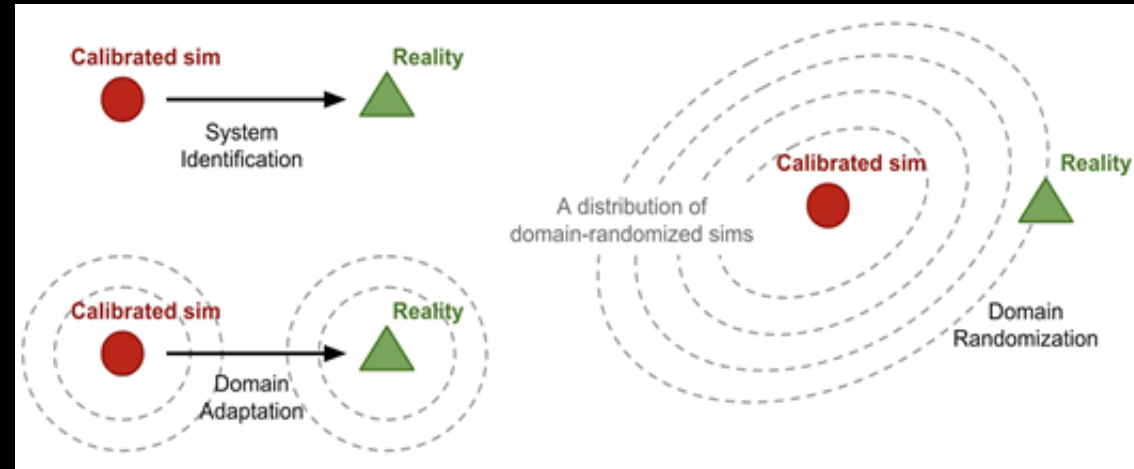 Calibrated sim
Reality
System
Identification
Calibrated sim
Reality
Domain
Adaptation
Calibrated sim
Reality
A distribution of
domain-randomized sims
Domain
Randomization